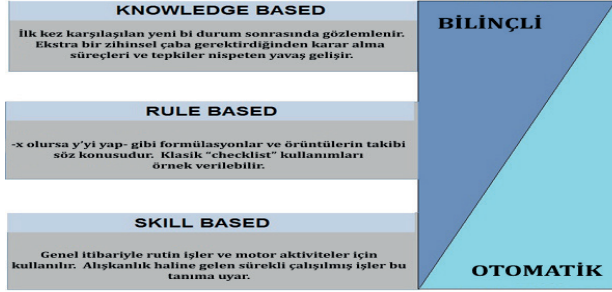 KNOWLEDGE BASED
İlk kez karşılaşılan yeni bi durum sonrasında gözlemlenir.
Ekstra bir zihinsel çaba gerektirdiğinden karar alma
süreçleri ve tepkiler nispeten yavaş gelişir.
BİLİNÇLİ
RULE BASED
-x olursa y'yi yap- gibi formülasyonlar ve örüntülerin takibi
söz konusudur. Klasik "checklist" kullanımları
örnek verilebilir.
SKILL BASED
Genel itibariyle rutin işler ve motor aktiviteler için
kullanılır. Alışkanlık haline gelen sürekli çalışılmış işler bu
tanıma uyar.
OTOMATİK